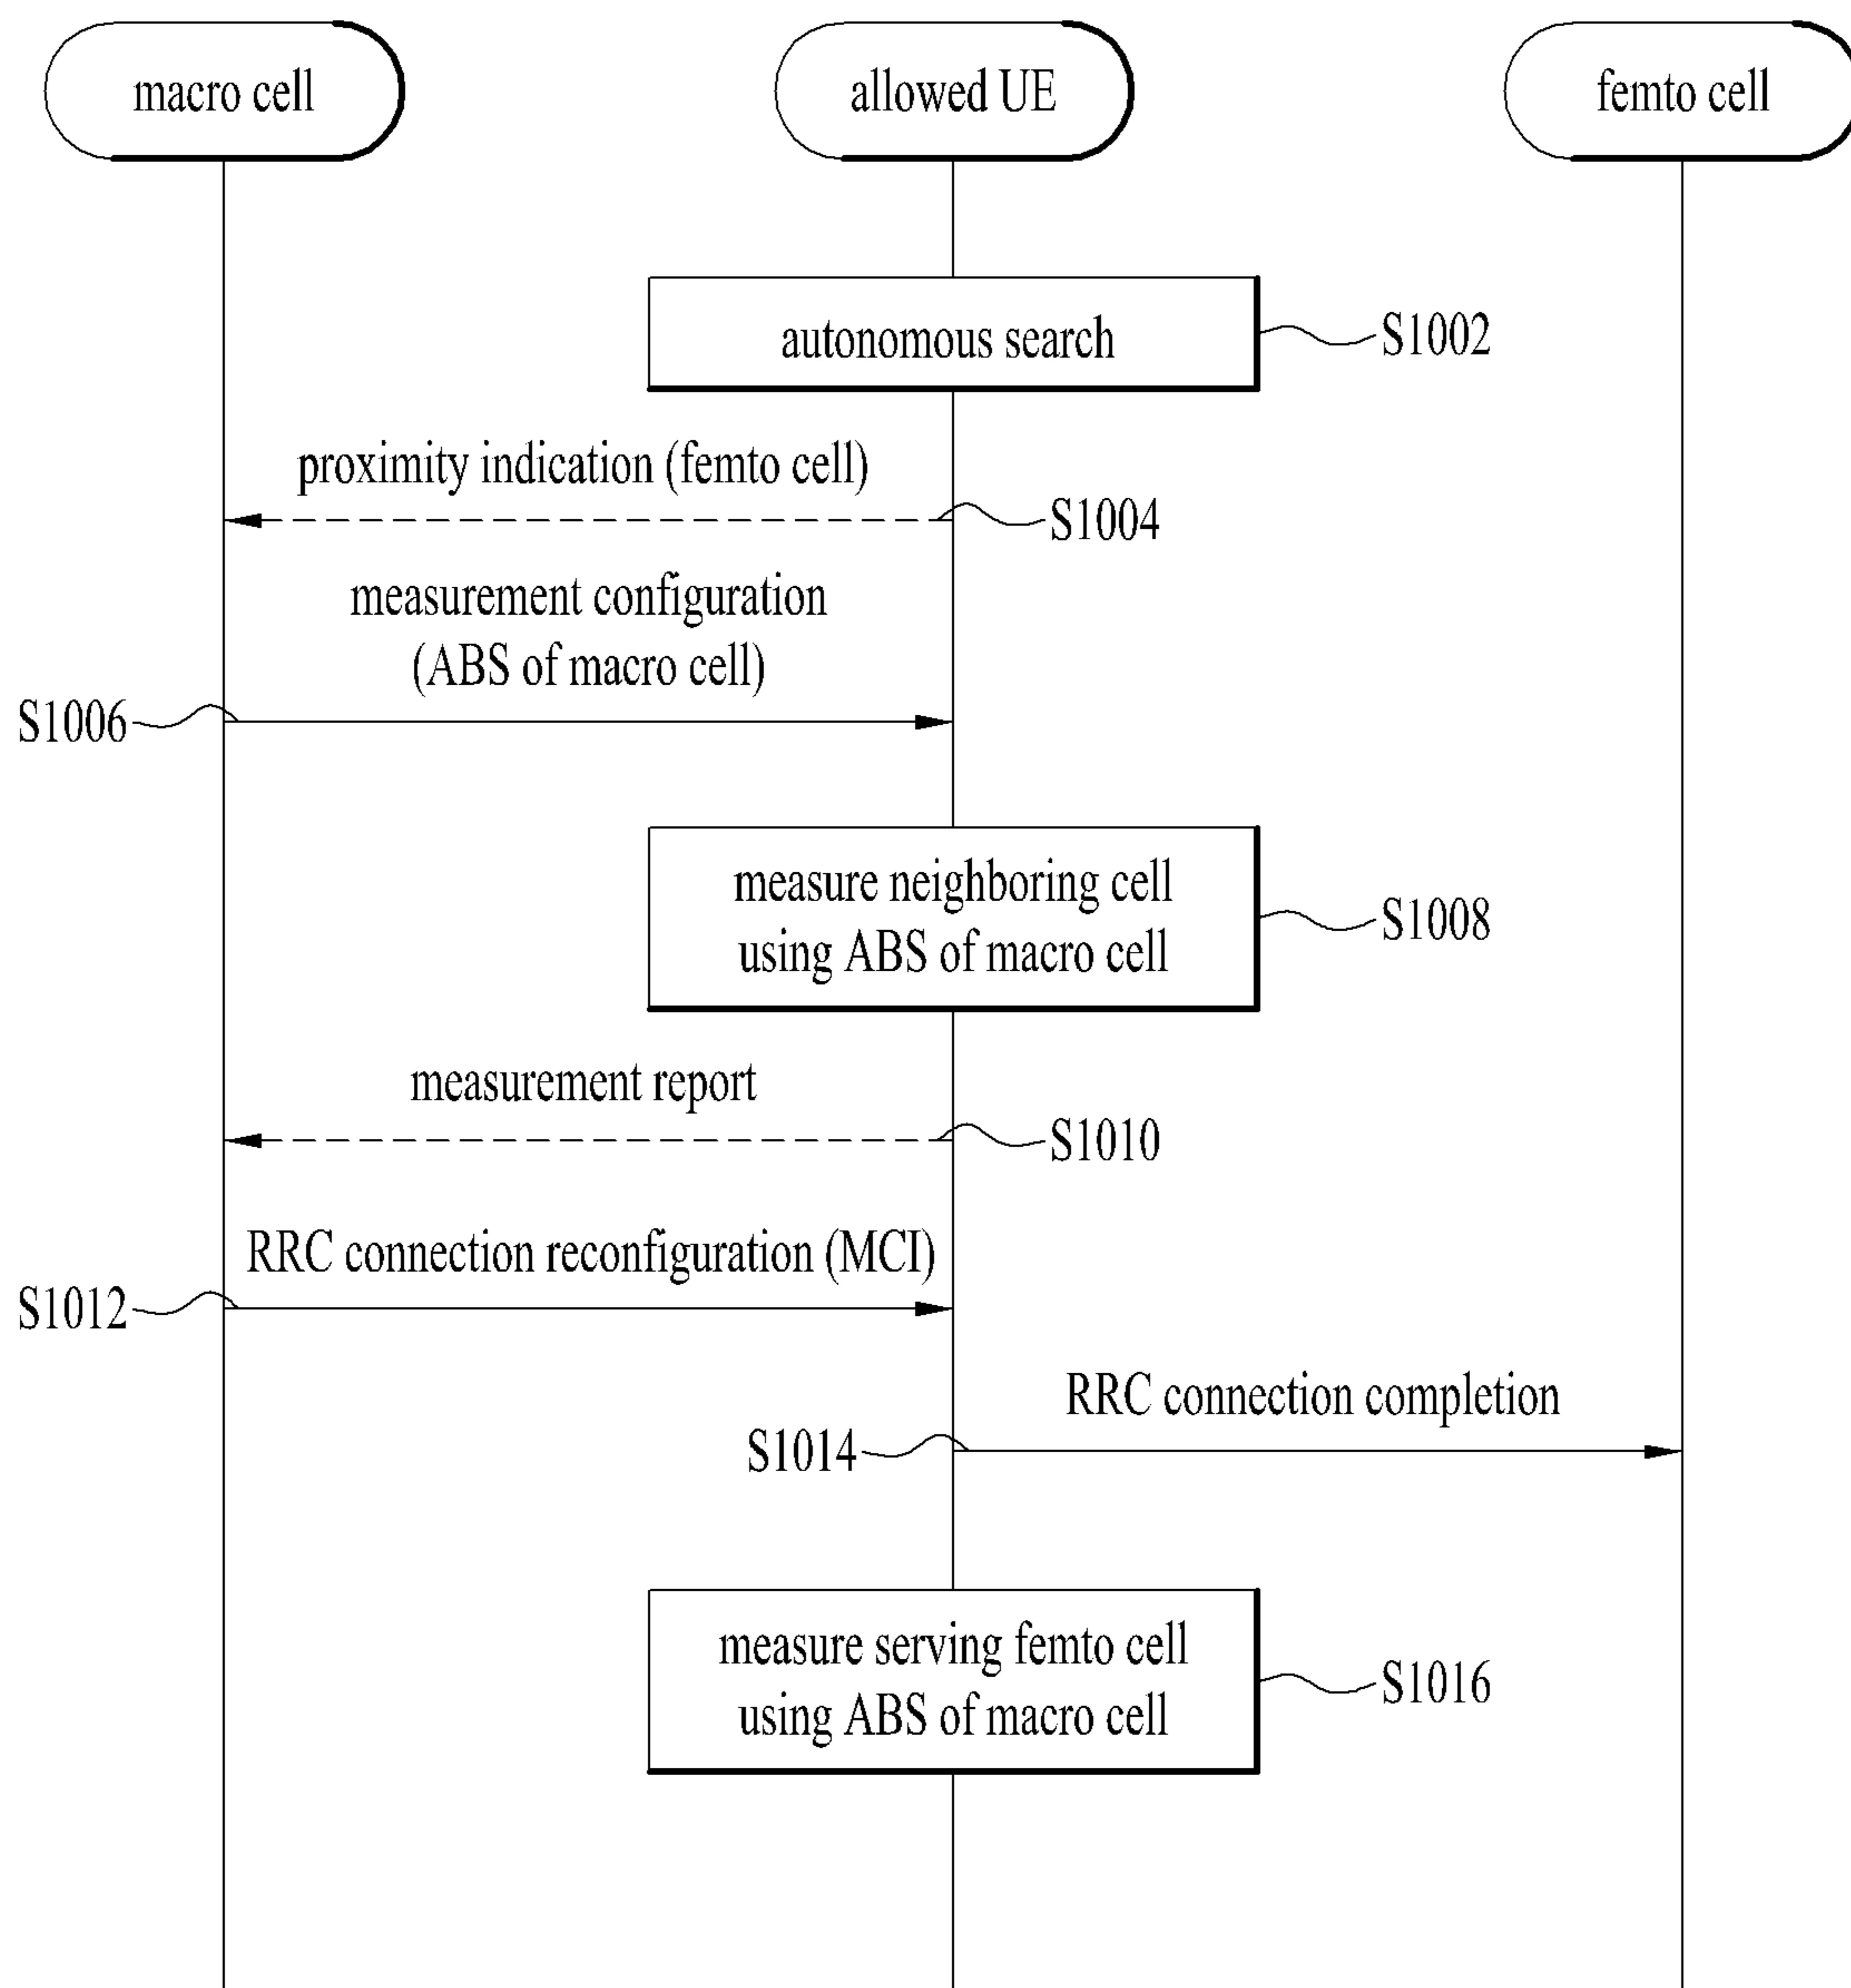 macro cell
allowed UE
femto cell
autonomous search
S1002
proximity indication (femto cell)
S1004
measurement configuration
(ABS of macro cell)
S1006
measure neighboring cell
using ABS of macro cell
S1008
measurement report
S1010
RRC connection reconfiguration (MCI)
S1012
RRC connection completion
S1014
measure serving femto cell
using ABS of macro cell
S1016